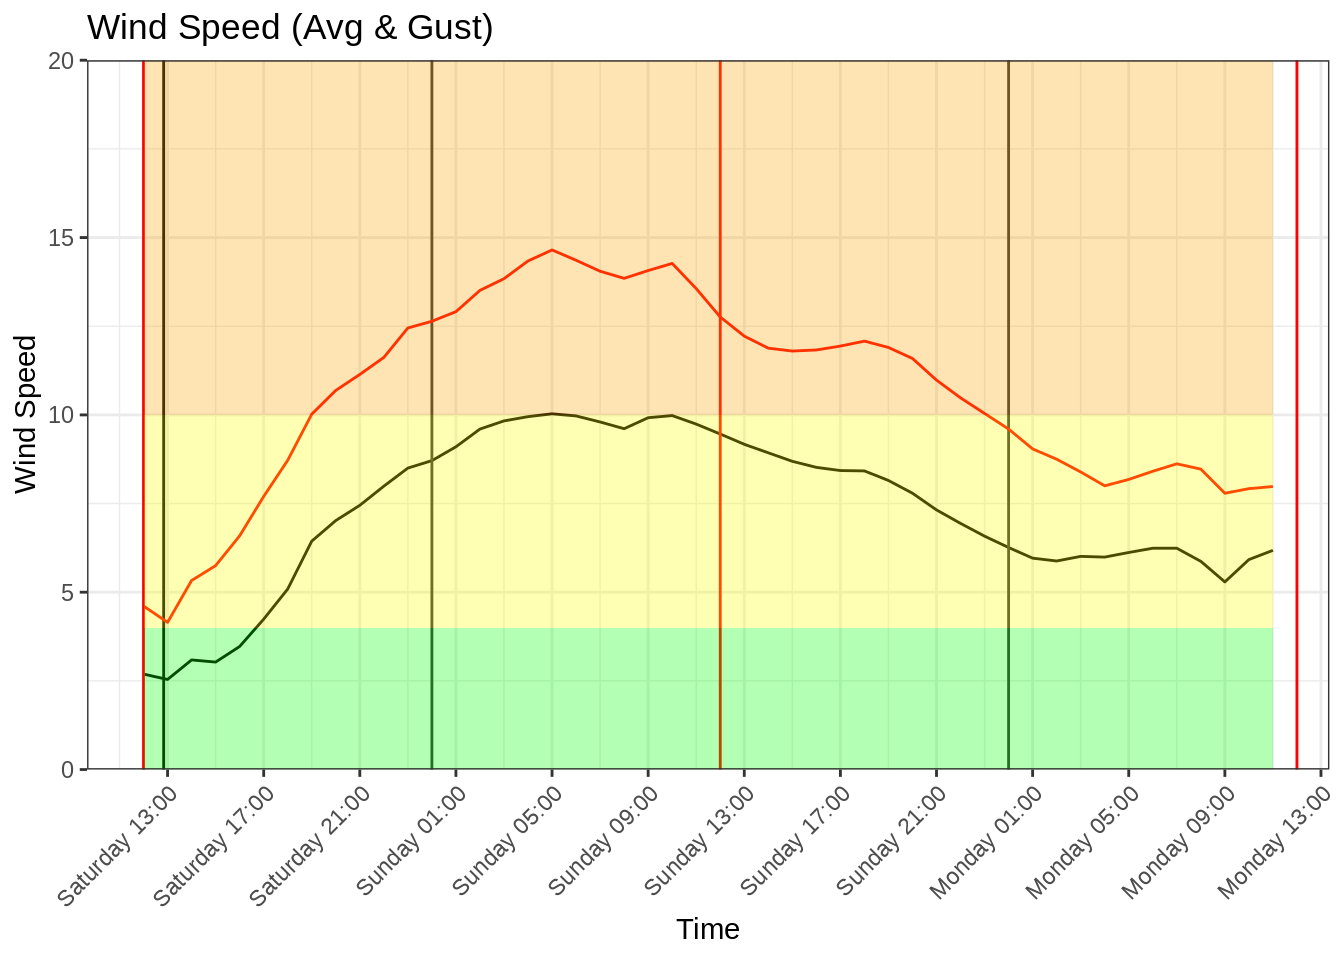 Wind Speed (Avg & Gust)
Wind Speed
20
15
10
5
0
Saturday 13:00
Saturday 17:00
Saturday 21:00
Sunday 01:00
Sunday 05:00
Sunday 09:00
Sunday 13:00
Sunday 17:00
Sunday 21:00
Monday 01:00
Monday 05:00
Monday 09:00
Monday 13:00
Time